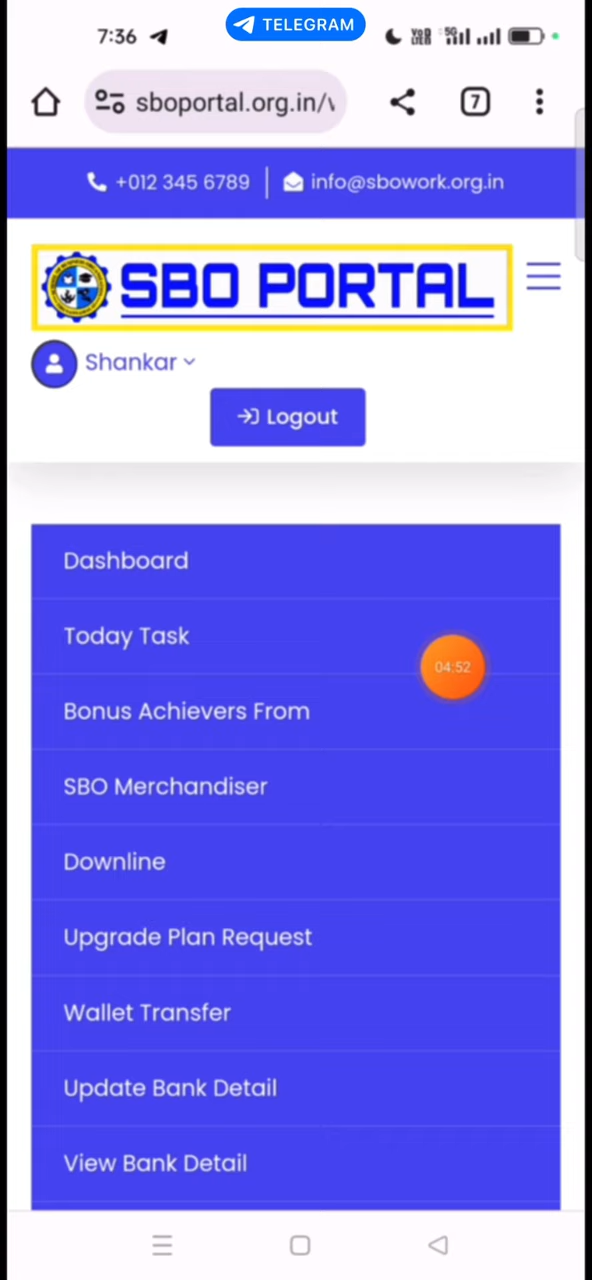 7:36
TELEGRAM
5G
sboportal.org.in/
7
+012 345 6789
info@sbowork.org.in
SBO PORTAL
Shankar
Logout
Dashboard
Today Task
04:52
Bonus Achievers From
SBO Merchandiser
Downline
Upgrade Plan Request
Wallet Transfer
Update Bank Detail
View Bank Detail